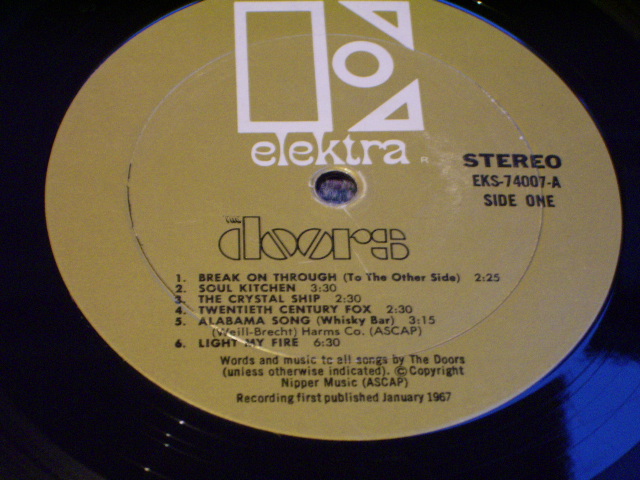 elektra
R
STEREO
EKS-74007-A
SIDE ONE
THE
doors
1. BREAK ON THROUGH (To The Other Side) 2:25
2. SOUL KITCHEN 3:30
3. THE CRYSTAL SHIP 2:30
4. TWENTIETH CENTURY FOX 2:30
5. ALABAMA SONG (Whisky Bar) 3:15
(Weill-Brecht) Harms Co. (ASCAP)
6. LIGHT MY FIRE 6:30
Words and music to all songs by The Doors
(unless otherwise indicated). ©Copyright
Nipper Music (ASCAP)
Recording first published January 1967